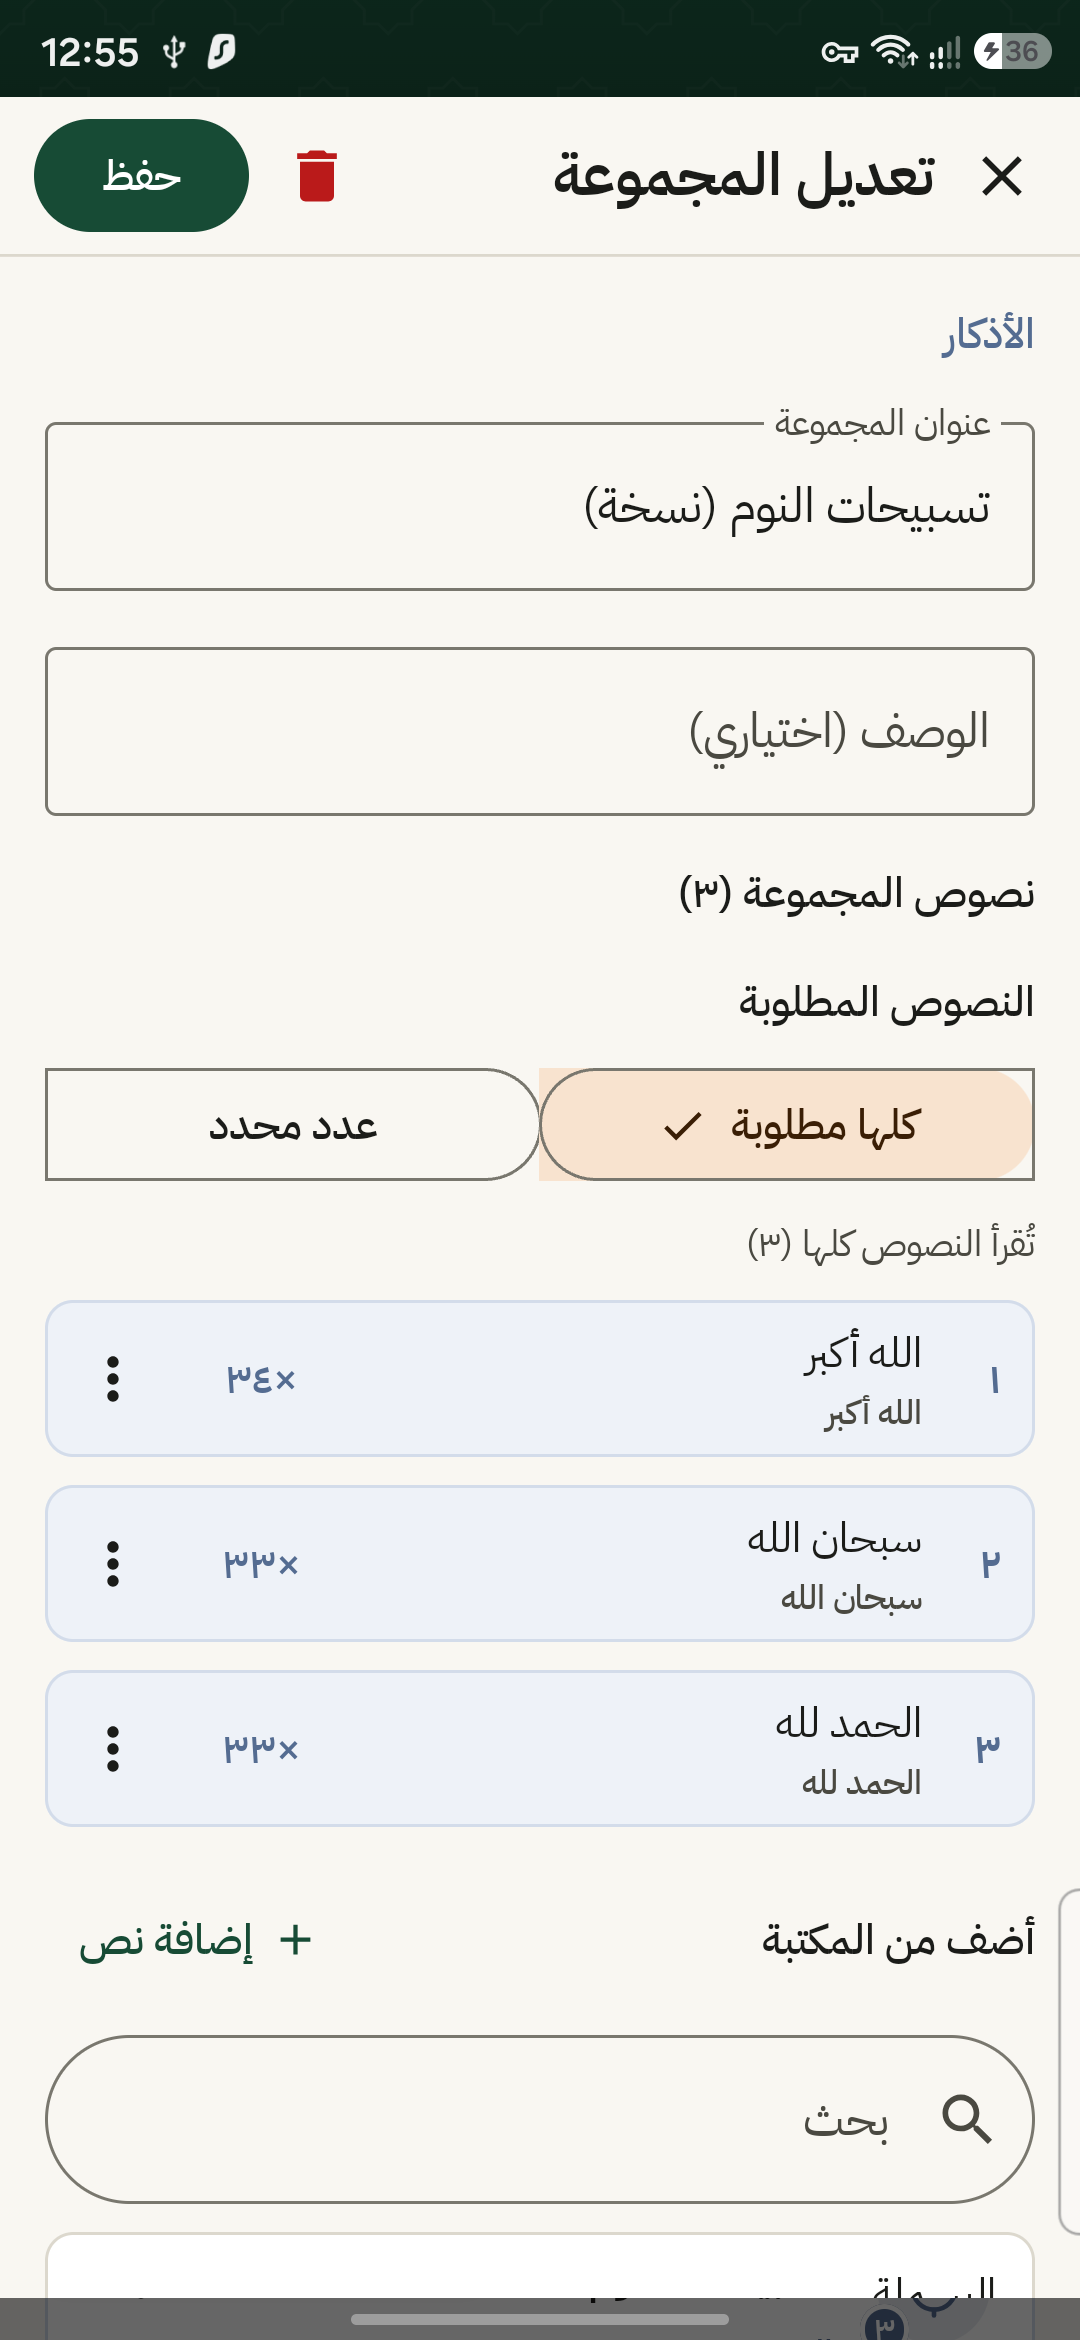 12:55
36
تعديل المجموعة
حفظ
الأذكار
عنوان المجموعة
تسبيحات النوم (نسخة)
الوصف (اختياري)
نصوص المجموعة (٣)
النصوص المطلوبة
كلها مطلوبة
عدد محدد
تُقرأ النصوص كلها (٣)
١
الله أكبر
الله أكبر
×٣٤
٢
سبحان الله
سبحان الله
×٣٣
٣
الحمد لله
الحمد لله
×٣٣
أضف من المكتبة
+ إضافة نص
بحث
البسملة
٣